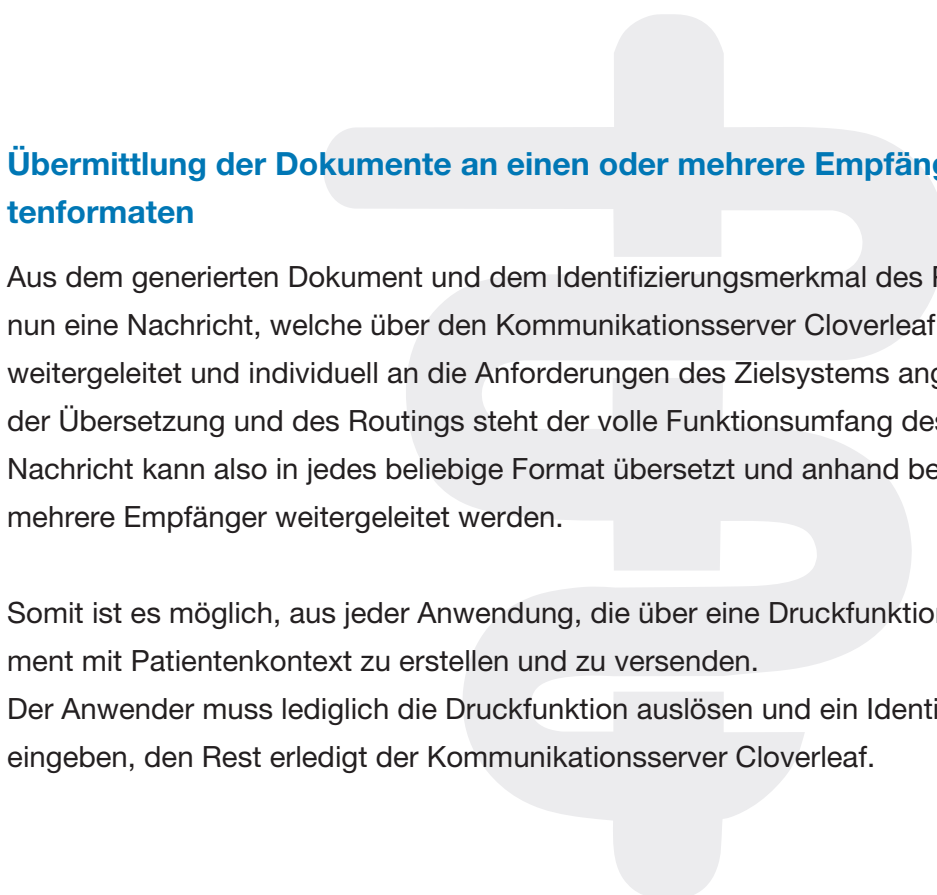 Übermittlung der Dokumente an einen oder mehrere Empfäng
tenformaten
Aus dem generierten Dokument und dem Identifizierungsmerkmal des
nun eine Nachricht, welche über den Kommunikationsserver Cloverleaf
weitergeleitet und individuell an die Anforderungen des Zielsystems ang
der Übersetzung und des Routings steht der volle Funktionsumfang des
Nachricht kann also in jedes beliebige Format übersetzt und anhand be
mehrere Empfänger weitergeleitet werden.
Somit ist es möglich, aus jeder Anwendung, die über eine Druckfunktion
ment mit Patientenkontext zu erstellen und zu versenden.
Der Anwender muss lediglich die Druckfunktion auslösen und ein Identi
eingeben, den Rest erledigt der Kommunikationsserver Cloverleaf.